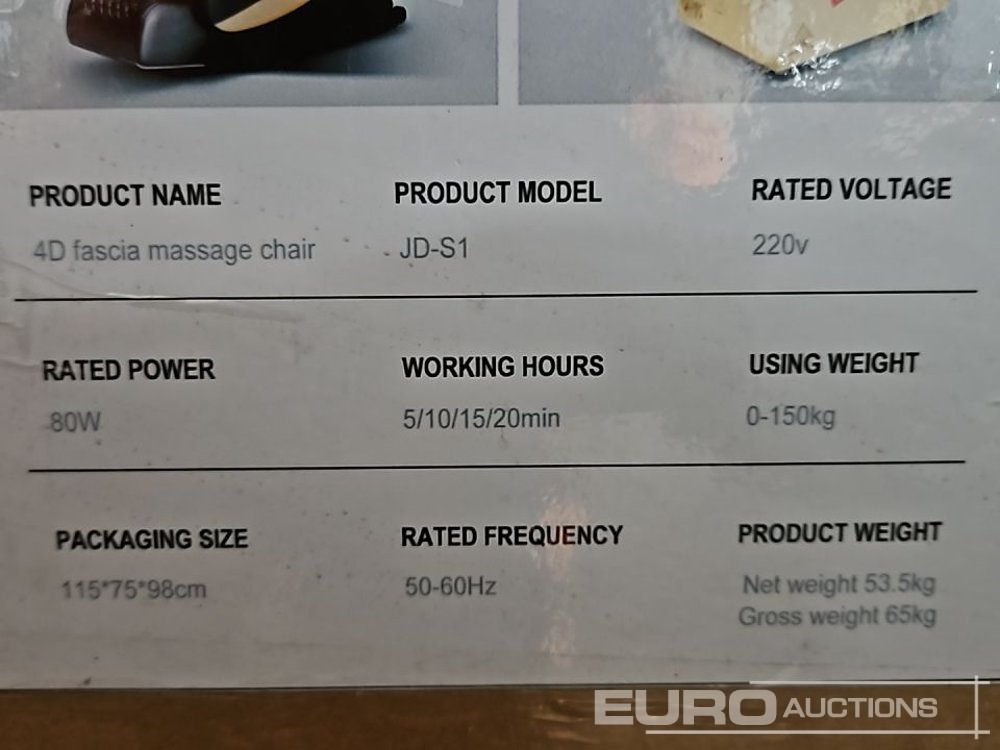 PRODUCT NAME
4D fascia massage chair
PRODUCT MODEL
JD-S1
RATED VOLTAGE
220v
RATED POWER
80W
WORKING HOURS
5/10/15/20min
USING WEIGHT
0-150kg
PACKAGING SIZE
115*75*98cm
RATED FREQUENCY
50-60Hz
PRODUCT WEIGHT
Net weight 53.5kg
Gross weight 65kg
EURO AUCTIONS